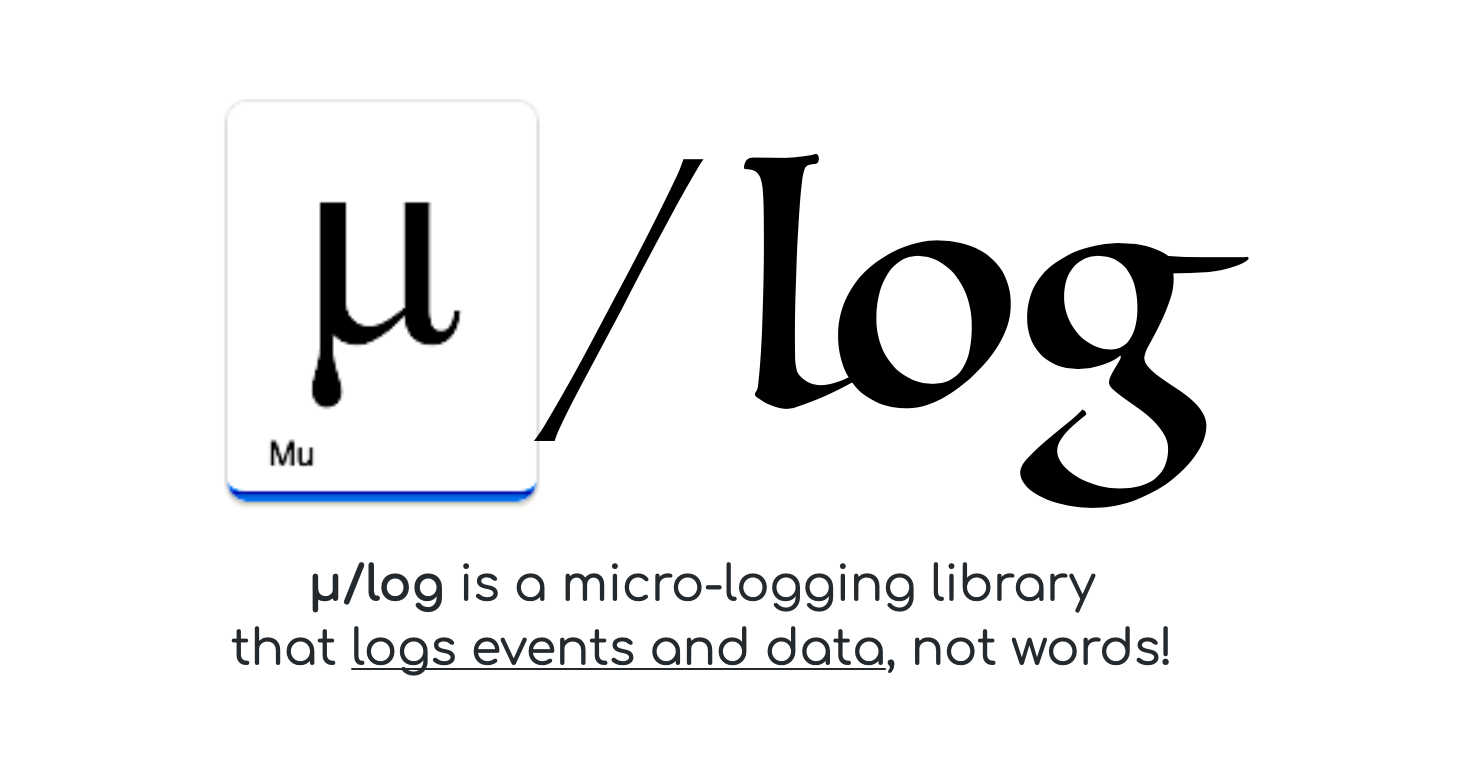 μ/log
Mu
μ/log is a micro-logging library
that logs events and data, not words!